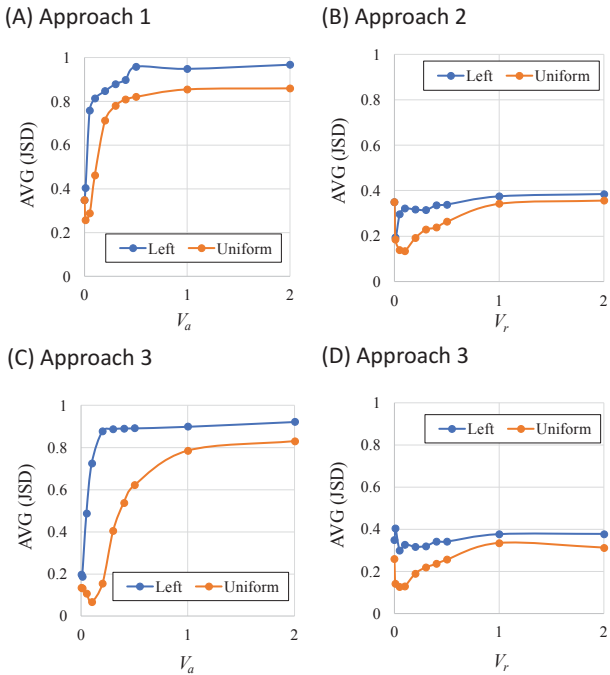 (A) Approach 1
AVG (JSD)
1
0.8
0.6
0.4
0.2
0
Left Uniform
0 1 2
Va
(B) Approach 2
AVG (JSD)
1
0.8
0.6
0.4
0.2
0
Left Uniform
0 1 2
Vr
(C) Approach 3
AVG (JSD)
1
0.8
0.6
0.4
0.2
0
Left Uniform
0 1 2
Va
(D) Approach 3
AVG (JSD)
1
0.8
0.6
0.4
0.2
0
Left Uniform
0 1 2
Vr